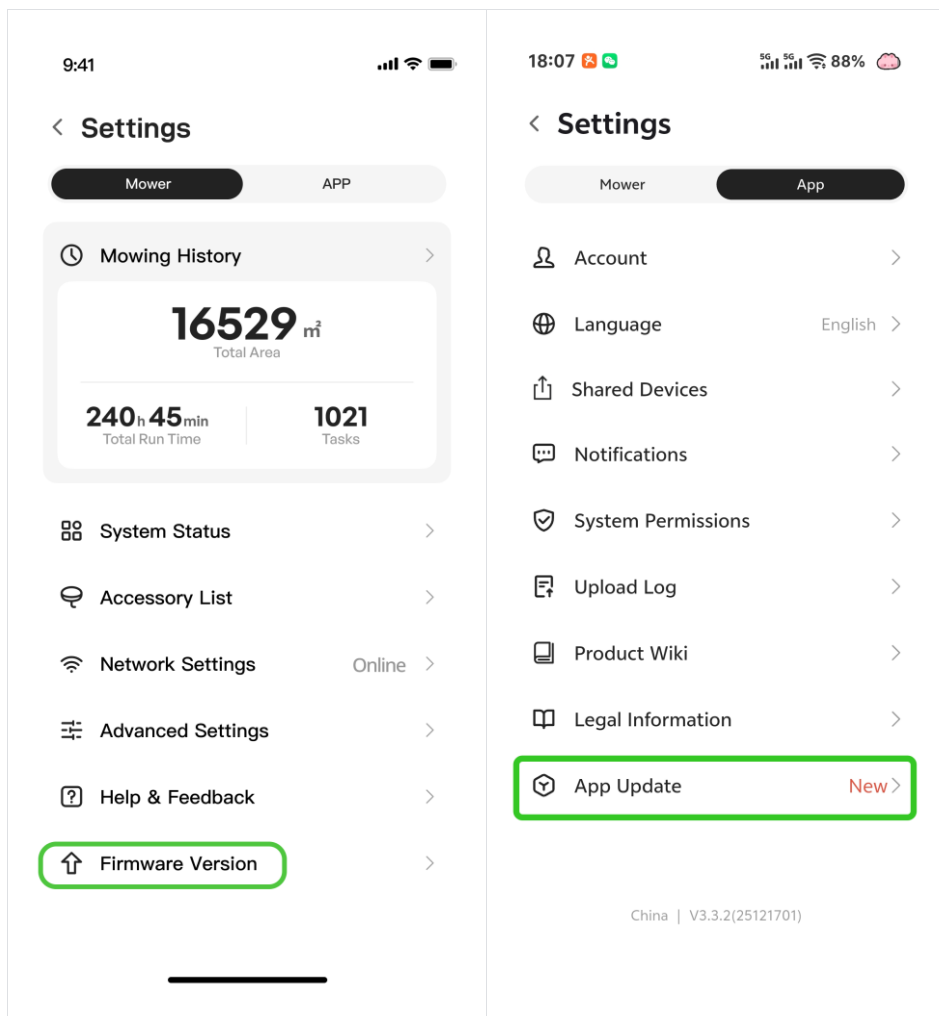 9:41
Settings
Mower APP
Mowing History
16529 ㎡
Total Area
240h 45min 1021
Total Run Time Tasks
System Status
Accessory List
Network Settings Online
Advanced Settings
Help & Feedback
Firmware Version
18:07 5G 5G 88%
Settings
Mower App
Account
Language English
Shared Devices
Notifications
System Permissions
Upload Log
Product Wiki
Legal Information
App Update New
China | V3.3.2(25121701)